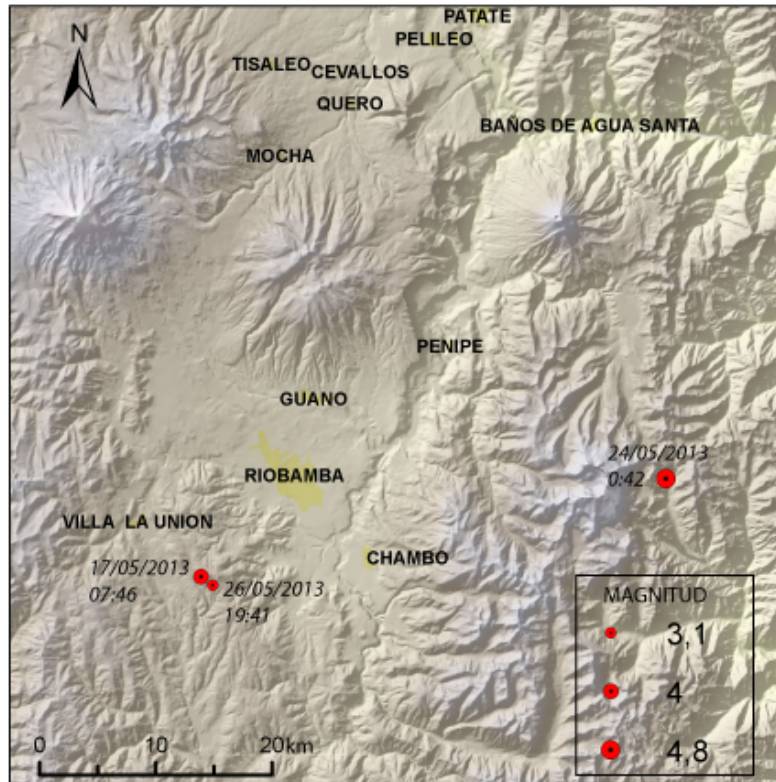 PATATE
N
PELILEO
TISALEO
CEVALLOS
QUERO
BAÑOS DE AGUA SANTA
MOCHA
PENIPE
GUANO
24/05/2013
0:42
RIOBAMBA
VILLA LA UNION
CHAMBO
17/05/2013
07:46
26/05/2013
19:41
MAGNITUD
3,1
4
4,8
0 10 20km